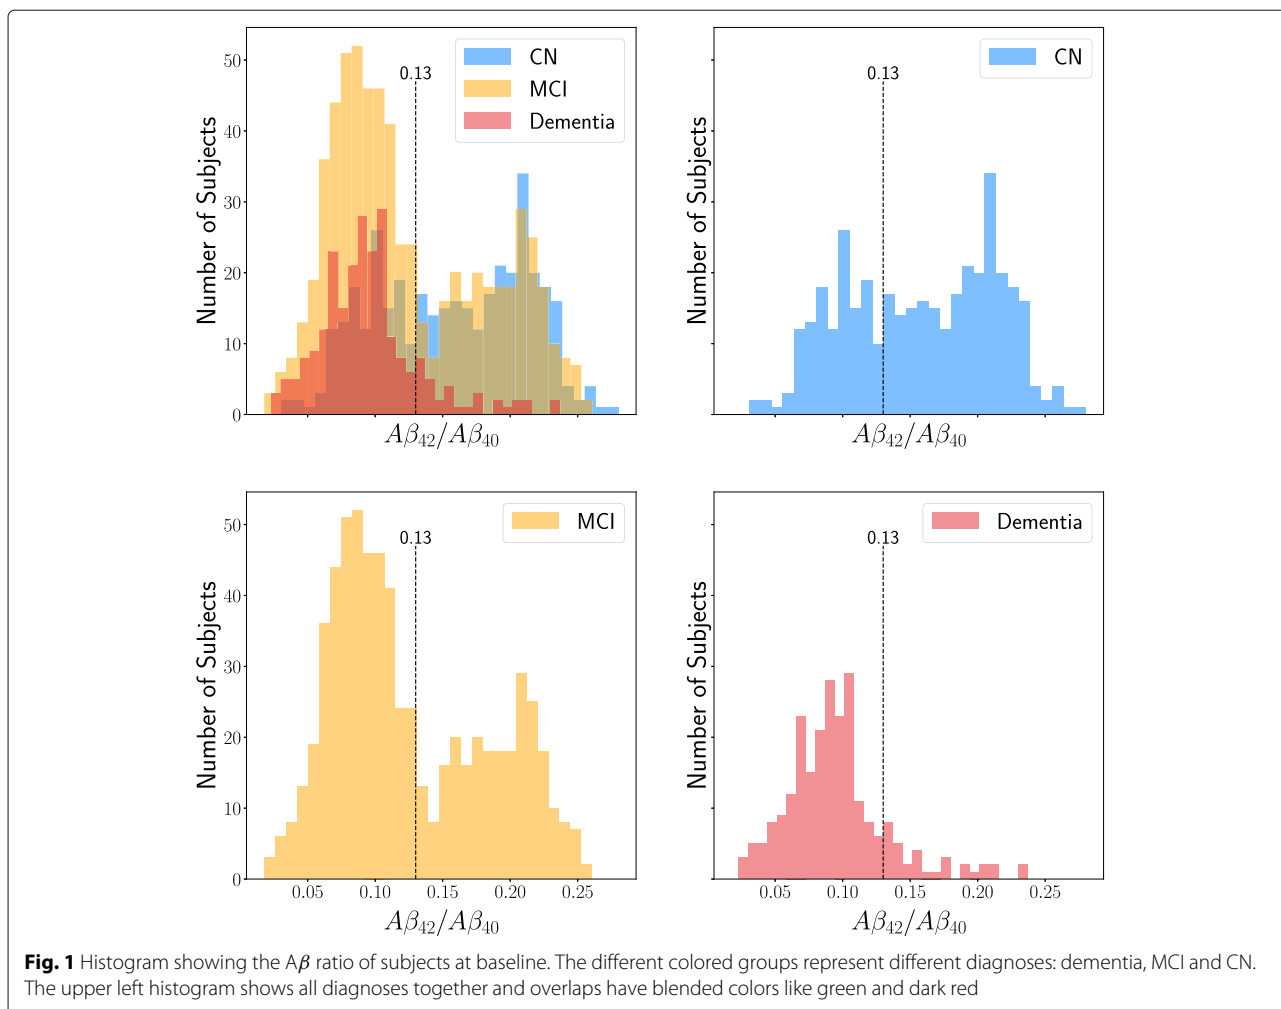 CN
MCI
Dementia
0.13
50
40
30
20
10
0
Number of Subjects
Aβ42/Aβ40
CN
0.13
Number of Subjects
Aβ42/Aβ40
MCI
0.13
50
40
30
20
10
0
0.05 0.10 0.15 0.20 0.25
Number of Subjects
Aβ42/Aβ40
Dementia
0.13
0.05 0.10 0.15 0.20 0.25
Number of Subjects
Aβ42/Aβ40
Fig. 1 Histogram showing the Aβ ratio of subjects at baseline. The different colored groups represent different diagnoses: dementia, MCI and CN.
The upper left histogram shows all diagnoses together and overlaps have blended colors like green and dark red